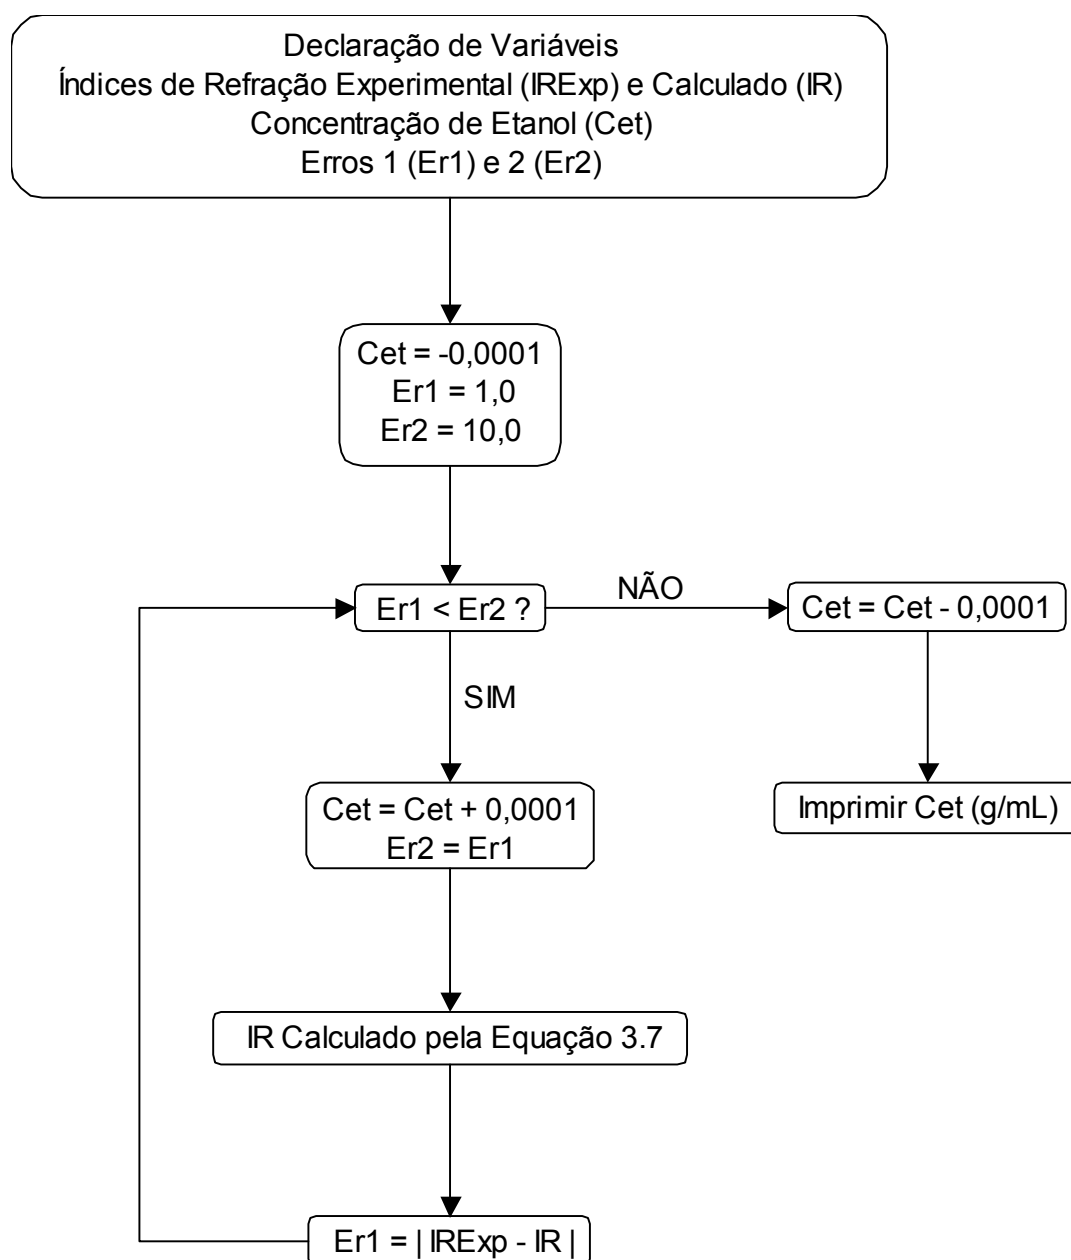 Declaração de Variáveis
Índices de Refração Experimental (IRExp) e Calculado (IR)
Concentração de Etanol (Cet)
Erros 1 (Er1) e 2 (Er2)
Cet = -0,0001
Er1 = 1,0
Er2 = 10,0
Er1 < Er2 ?
NÃO
Cet = Cet - 0,0001
SIM
Cet = Cet + 0,0001
Er2 = Er1
Imprimir Cet (g/mL)
IR Calculado pela Equação 3.7
Er1 = | IRExp - IR |